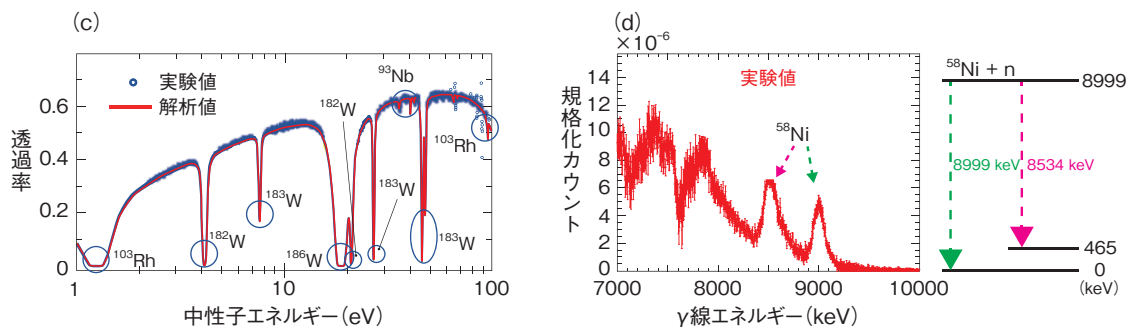 (c)
透過率
0.6
0.4
0.2
0
1
10
100
中性子エネルギー(eV)
実験値
解析値
103Rh
182W
183W
186W
182W
183W
93Nb
183W
103Rh
(d)
×10−6
規格化カウント
14
12
10
8
6
4
2
0
7000
8000
9000
10000
γ線エネルギー(keV)
実験値
58Ni
58Ni + n
8999
8999 keV
8534 keV
465
0
(keV)